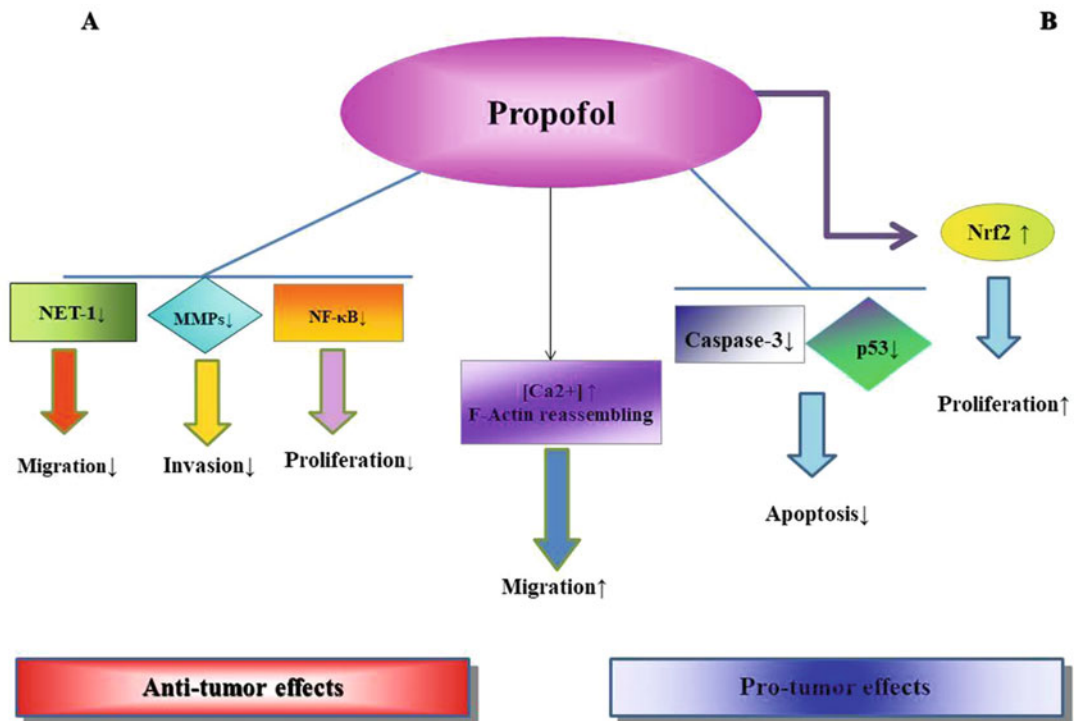 A
B
Propofol
Nrf2 ↑
NET-1↓
MMPs↓
NF-κB↓
Caspase-3↓
p53↓
[Ca2+] ↑
F-Actin reassembling
Proliferation↑
Migration↓
Invasion↓
Proliferation↓
Apoptosis↓
Migration↑
Anti-tumor effects
Pro-tumor effects